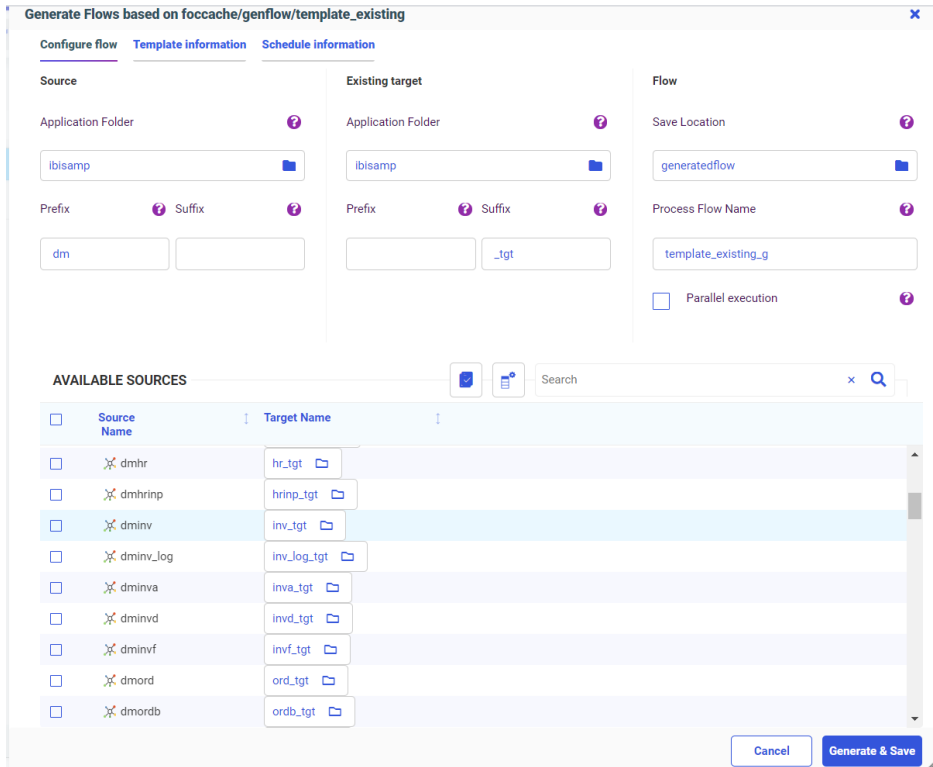 Generate Flows based on foccache/genflow/template_existing
Configure flow Template information Schedule information
Source Existing target Flow
Application Folder Application Folder Save Location
ibisamp ibisamp generatedflow
Prefix Suffix Prefix Suffix Process Flow Name
dm _tgt template_existing_g
Parallel execution
AVAILABLE SOURCES Search
Source Name Target Name
dmhr hr_tgt
dmhrinp hrinp_tgt
dminv inv_tgt
dminv_log inv_log_tgt
dminva inva_tgt
dminvd invd_tgt
dminvf invf_tgt
dmord ord_tgt
dmordb ordb_tgt
Cancel Generate & Save